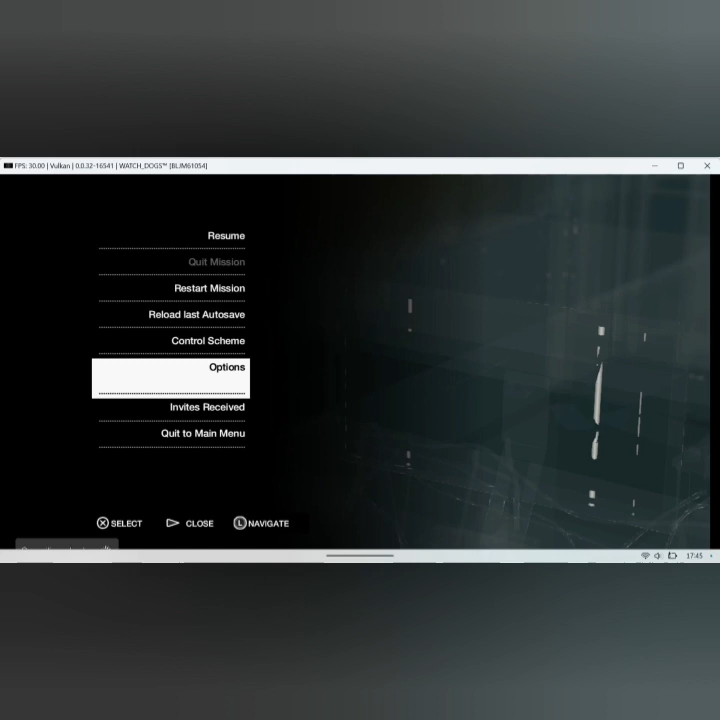 FPS: 30.00 | Vulkan | 0.0.32-16541 | WATCH_DOGS™ [BLJM61054]
Resume
Quit Mission
Restart Mission
Reload last Autosave
Control Scheme
Options
Invites Received
Quit to Main Menu
SELECT CLOSE L NAVIGATE
17:45